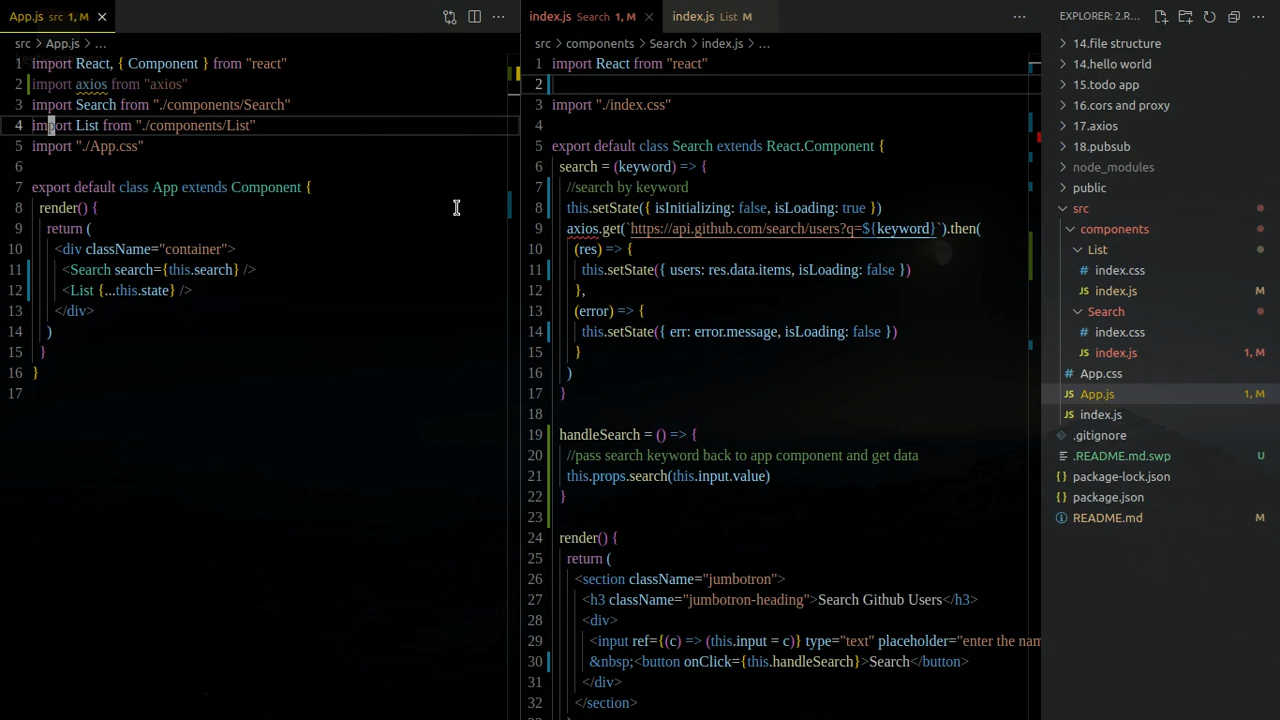 App.js src 1, M
src > App.js > ...
1 import React, { Component } from "react"
2 import axios from "axios"
3 import Search from "./components/Search"
4 import List from "./components/List"
5 import "./App.css"
6
7 export default class App extends Component {
8 render() {
9 return (
10 <div className="container">
11 <Search search={this.search} />
12 <List {...this.state} />
13 </div>
14 )
15 }
16 }
17
index.js Search 1, M
index.js List M
src > components > Search > index.js > ...
1 import React from "react"
2
3 import "./index.css"
4
5 export default class Search extends React.Component {
6 search = (keyword) => {
7 //search by keyword
8 this.setState({ isInitializing: false, isLoading: true })
9 axios.get(`https://api.github.com/search/users?q=${keyword}`).then(
10 (res) => {
11 this.setState({ users: res.data.items, isLoading: false })
12 },
13 (error) => {
14 this.setState({ err: error.message, isLoading: false })
15 }
16 )
17 }
18
19 handleSearch = () => {
20 //pass search keyword back to app component and get data
21 this.props.search(this.input.value)
22 }
23
24 render() {
25 return (
26 <section className="jumbotron">
27 <h3 className="jumbotron-heading">Search Github Users</h3>
28 <div>
29 <input ref={(c) => (this.input = c)} type="text" placeholder="enter the nam
30 &nbsp;<button onClick={this.handleSearch}>Search</button>
31 </div>
32 </section>
EXPLORER: 2.R...
14.file structure
14.hello world
15.todo app
16.cors and proxy
17.axios
18.pubsub
node_modules
public
src
components
List
index.css
JS index.js M
Search
index.css
JS index.js 1, M
# App.css
JS App.js 1, M
JS index.js
.gitignore
.README.md.swp U
{} package-lock.json
{} package.json
README.md M